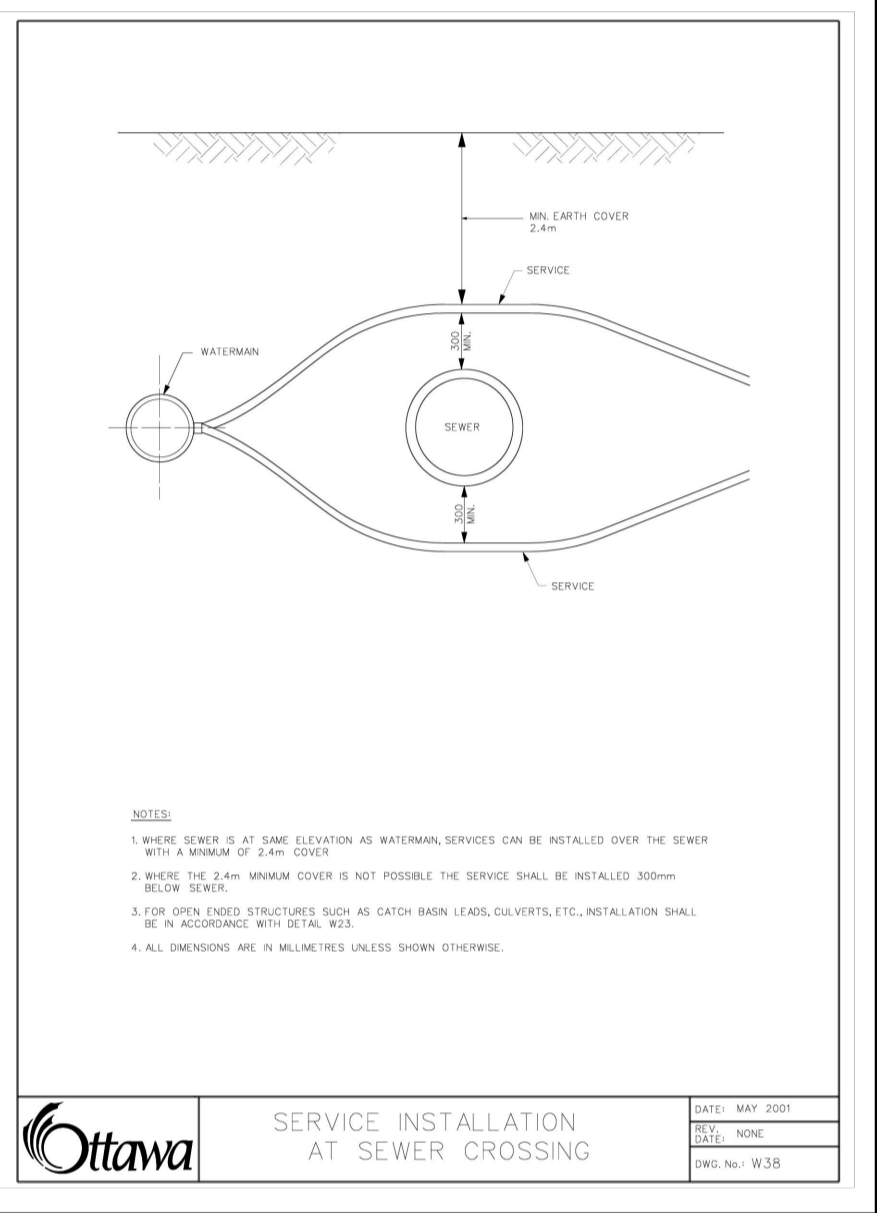 MIN. EARTH COVER
2.4m
SERVICE
300
MIN.
WATERMAIN
SEWER
300
MIN.
SERVICE
NOTES:
1. WHERE SEWER IS AT SAME ELEVATION AS WATERMAIN, SERVICES CAN BE INSTALLED OVER THE SEWER
WITH A MINIMUM OF 2.4m COVER
2. WHERE THE 2.4m MINIMUM COVER IS NOT POSSIBLE THE SERVICE SHALL BE INSTALLED 300mm
BELOW SEWER.
3. FOR OPEN ENDED STRUCTURES SUCH AS CATCH BASIN LEADS, CULVERTS, ETC., INSTALLATION SHALL
BE IN ACCORDANCE WITH DETAIL W23.
4. ALL DIMENSIONS ARE IN MILLIMETRES UNLESS SHOWN OTHERWISE.
Ottawa
SERVICE INSTALLATION
AT SEWER CROSSING
DATE: MAY 2001
REV. DATE: NONE
DWG. No.: W38